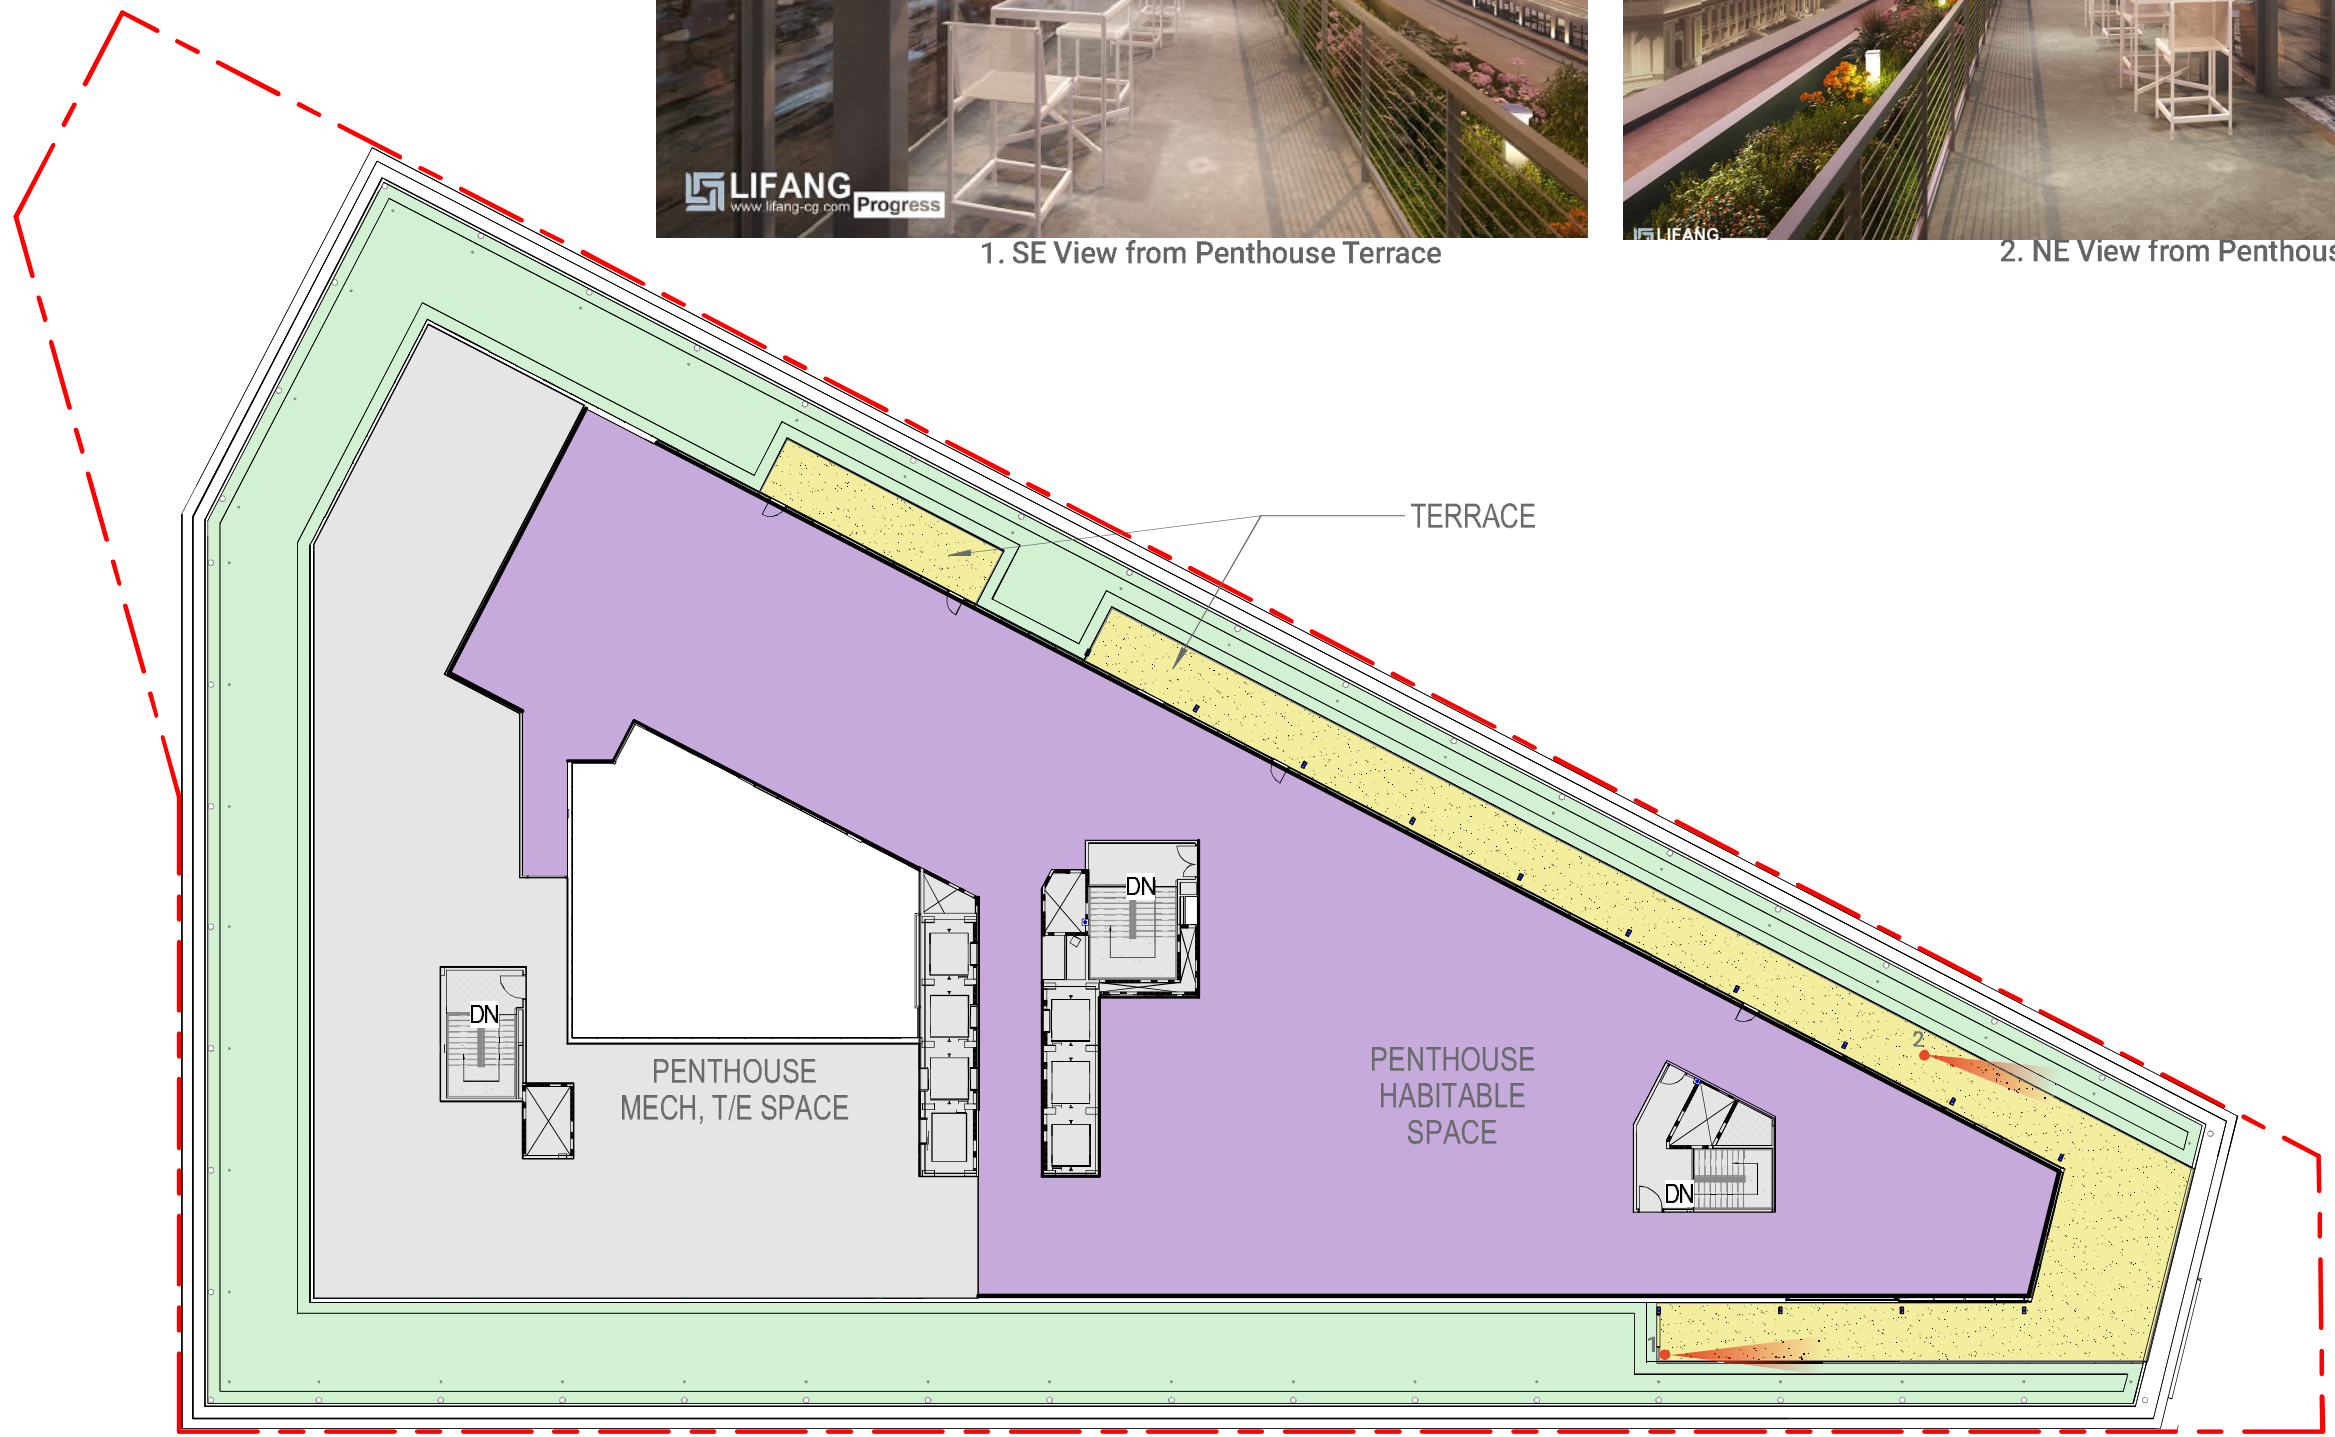 LIFANG
www.lifang-cg.com
Progress
LIFANG
1. SE View from Penthouse Terrace
2. NE View from Penthous
TERRACE
DN
DN
PENTHOUSE
MECH, T/E SPACE
PENTHOUSE
HABITABLE
SPACE
2
DN
1